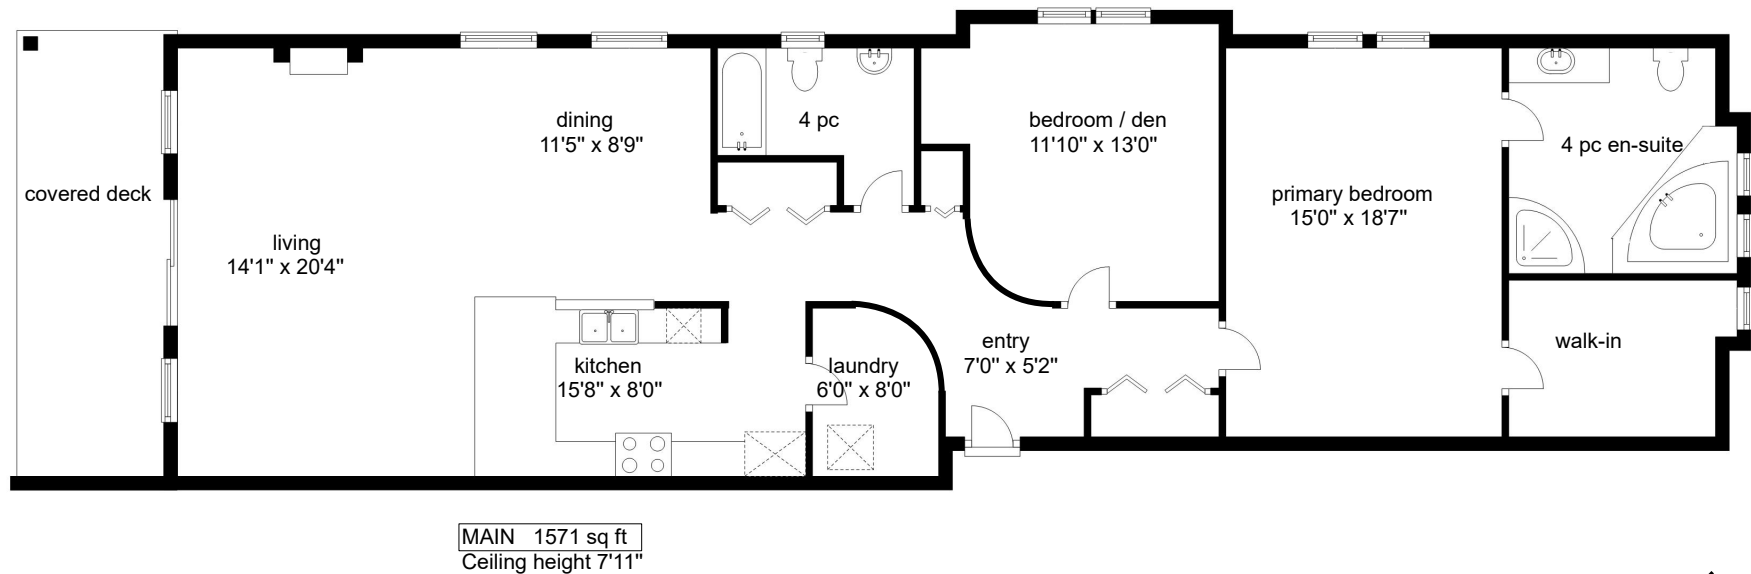 covered deck
living
14'1" x 20'4"
dining
11'5" x 8'9"
kitchen
15'8" x 8'0"
4 pc
laundry
6'0" x 8'0"
bedroom / den
11'10" x 13'0"
entry
7'0" x 5'2"
primary bedroom
15'0" x 18'7"
4 pc en-suite
walk-in
MAIN 1571 sq ft
Ceiling height 7'11"